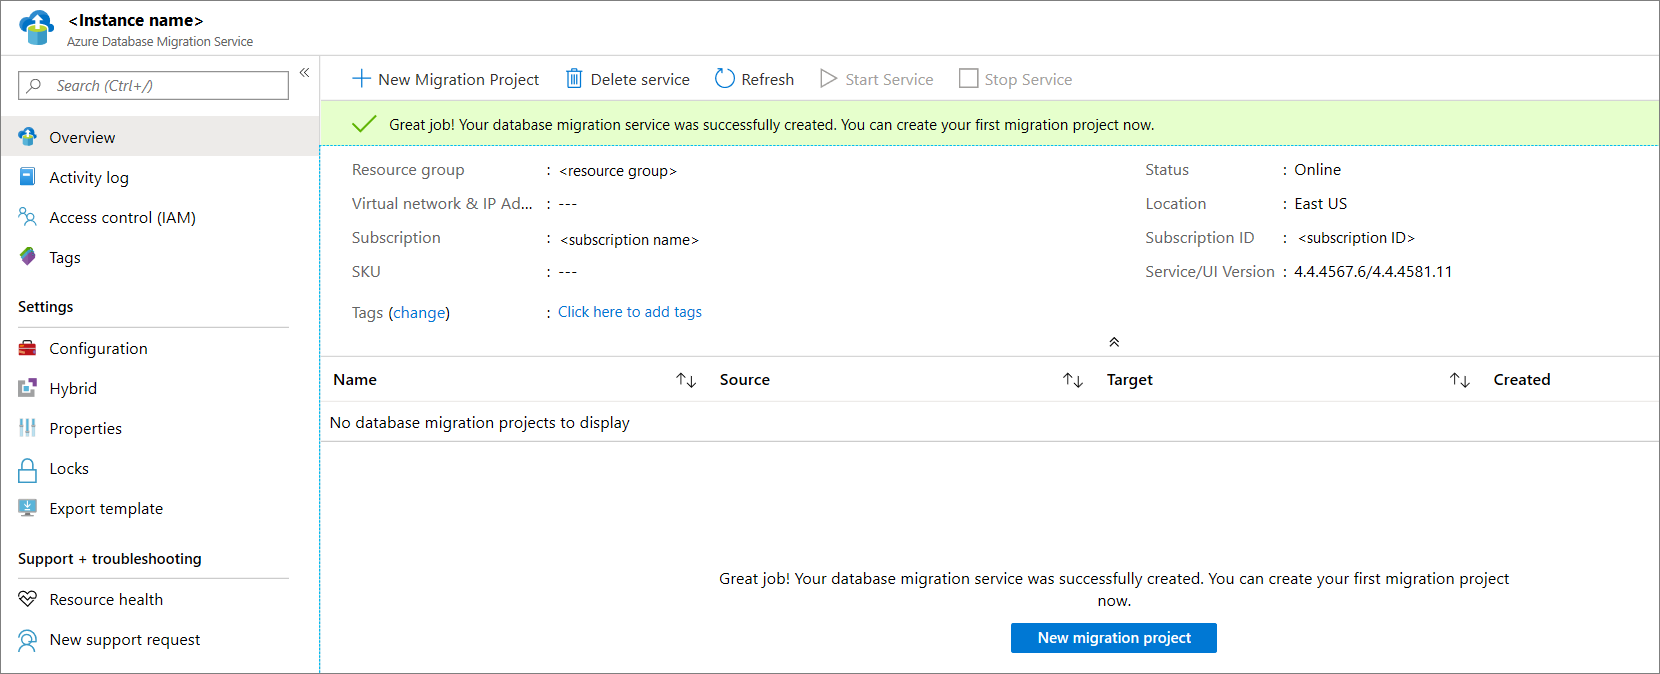 <Instance name>
Azure Database Migration Service
Search (Ctrl+/)
Overview
Activity log
Access control (IAM)
Tags
Settings
Configuration
Hybrid
Properties
Locks
Export template
Support + troubleshooting
Resource health
New support request
New Migration Project Delete service Refresh Start Service Stop Service
Great job! Your database migration service was successfully created. You can create your first migration project now.
Resource group : <resource group>
Virtual network & IP Ad... : ---
Subscription : <subscription name>
SKU : ---
Tags (change) : Click here to add tags
Status : Online
Location : East US
Subscription ID : <subscription ID>
Service/UI Version : 4.4.4567.6/4.4.4581.11
Name Source Target Created
No database migration projects to display
Great job! Your database migration service was successfully created. You can create your first migration project
now.
New migration project